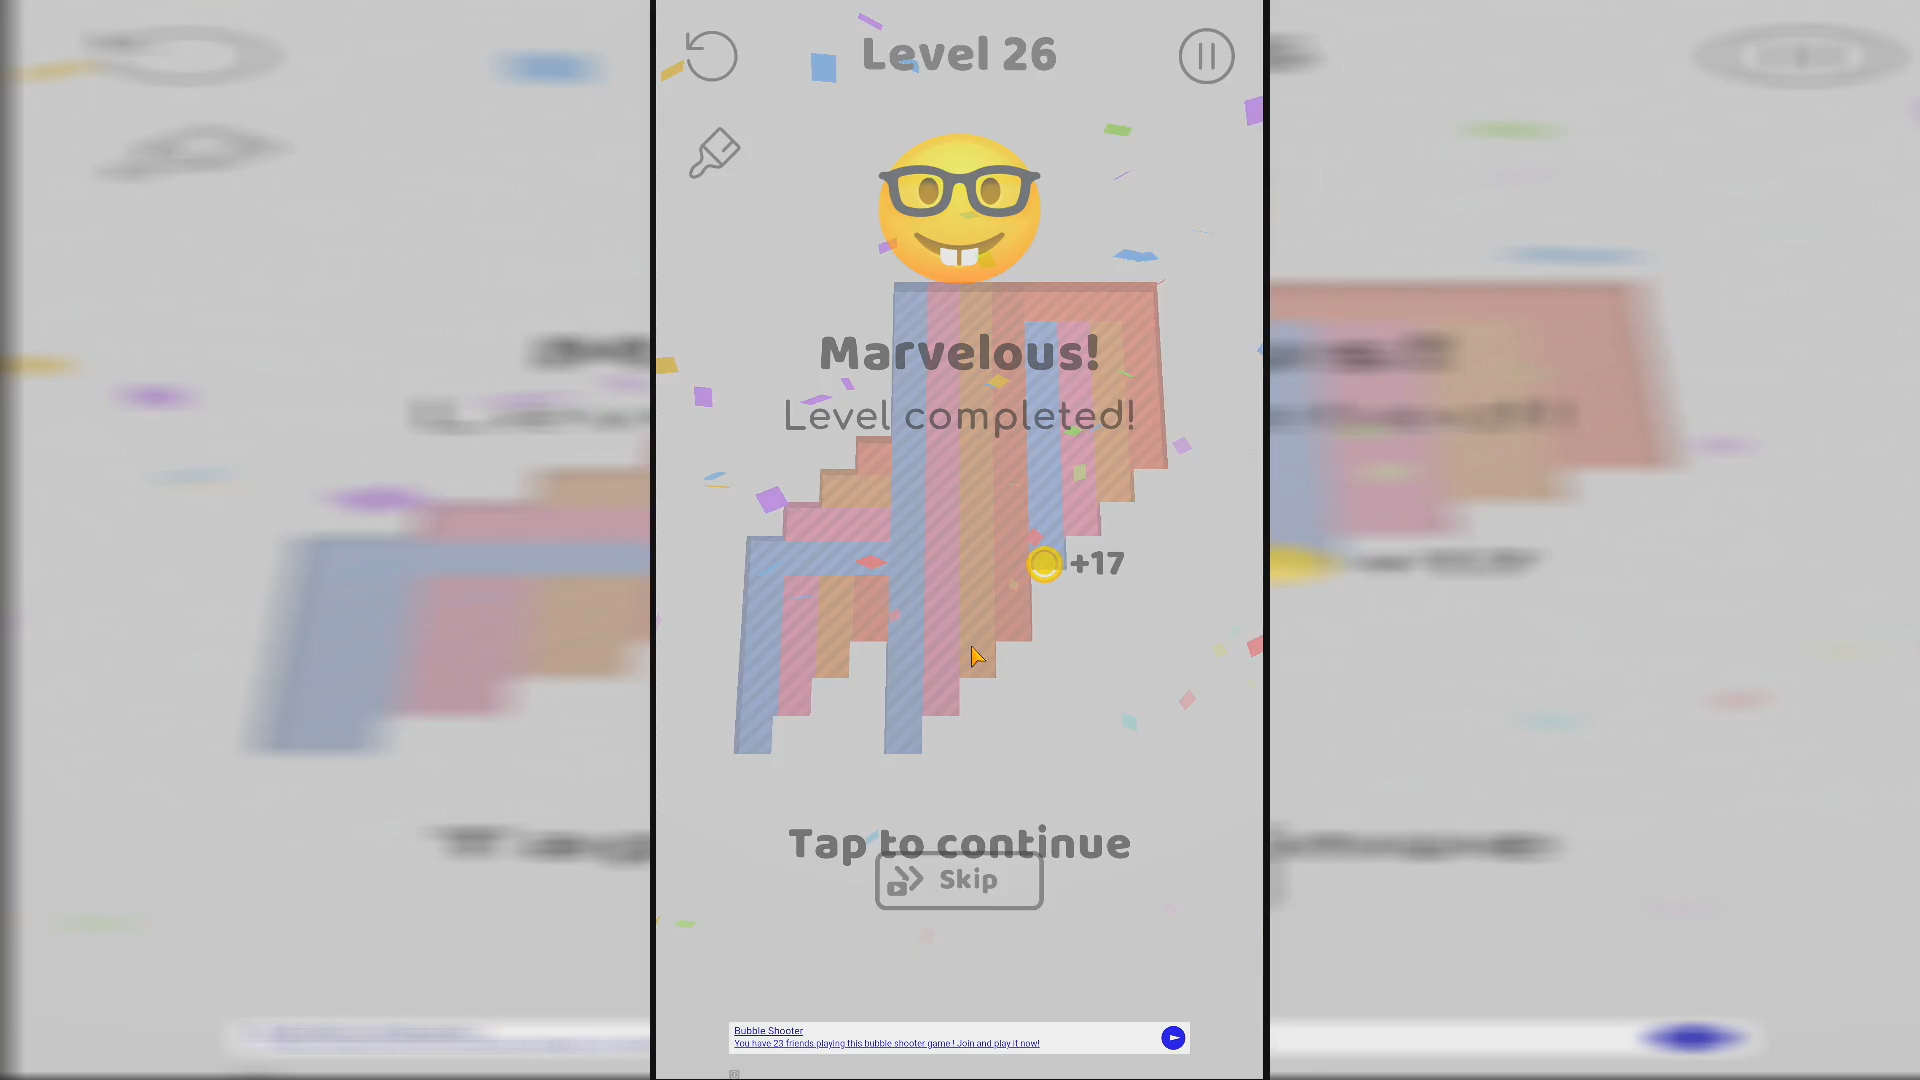 Level 26
Marvelous!
Level completed!
+17
Tap to continue
Skip
Bubble Shooter
You have 23 friends playing this bubble shooter game ! Join and play it now!